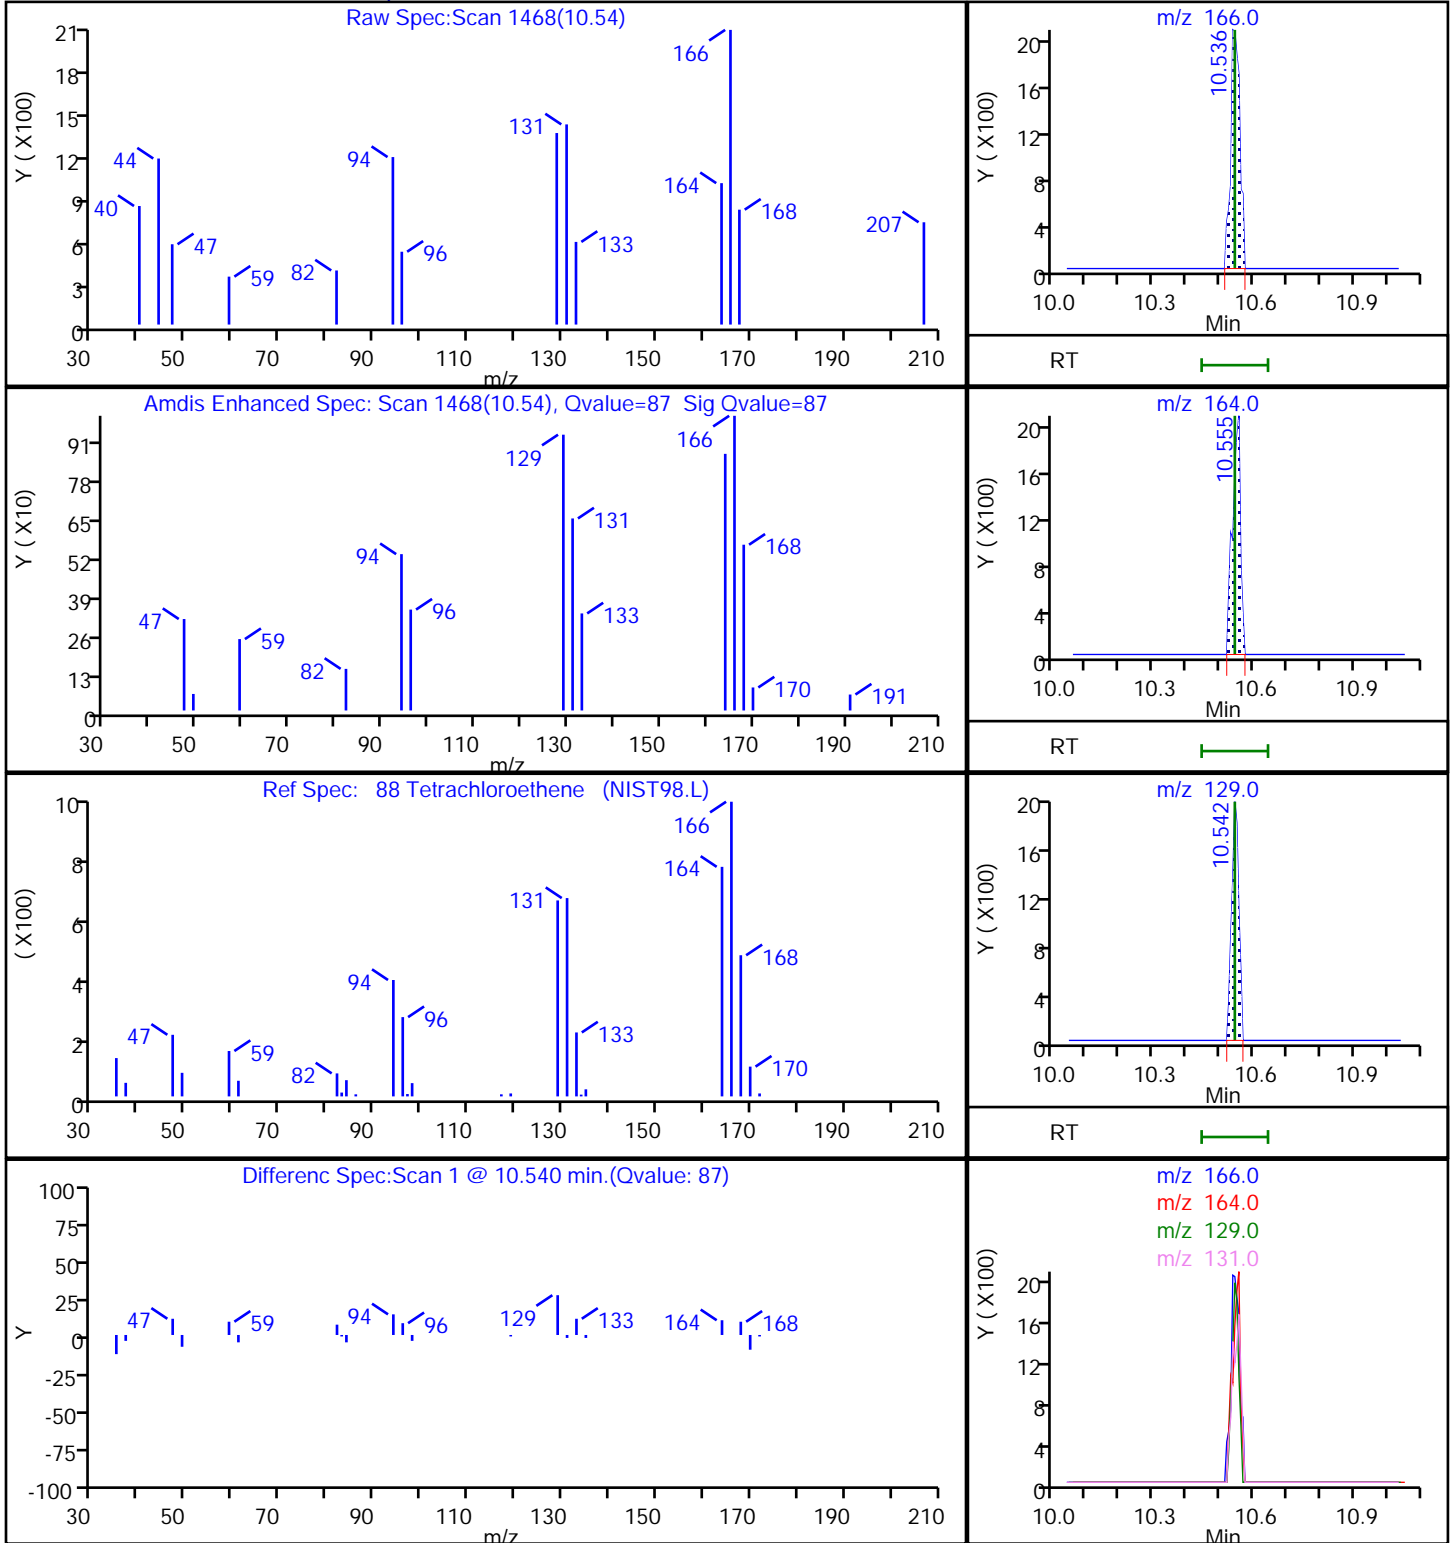 Raw Spec:Scan 1468(10.54)
Y ( X100)
21
18
15
12
9
6
3
0
40
44
47
59
82
94
96
131
133
164
166
168
207
30 50 70 90 110 130 150 170 190 210
m/z
m/z 166.0
Y ( X100)
20
16
12
8
4
0
10.536
10.0 10.3 10.6 10.9
Min
RT
Amdis Enhanced Spec: Scan 1468(10.54), Qvalue=87 Sig Qvalue=87
Y ( X10)
91
78
65
52
39
26
13
0
47
59
82
94
96
129
131
133
166
168
170
191
30 50 70 90 110 130 150 170 190 210
m/z
m/z 164.0
Y ( X100)
20
16
12
8
4
0
10.555
10.0 10.3 10.6 10.9
Min
RT
Ref Spec: 88 Tetrachloroethene (NIST98.L)
( X100)
10
8
6
4
2
0
47
59
82
94
96
131
133
164
166
168
170
30 50 70 90 110 130 150 170 190 210
m/z 129.0
Y ( X100)
20
16
12
8
4
0
10.542
10.0 10.3 10.6 10.9
Min
RT
Differenc Spec:Scan 1 @ 10.540 min.(Qvalue: 87)
Y
100
75
50
25
0
-25
-50
-75
-100
47
59
94
96
129
133
164
168
30 50 70 90 110 130 150 170 190 210
m/z
m/z 166.0
m/z 164.0
m/z 129.0
m/z 131.0
Y ( X100)
20
16
12
8
4
0
10.0 10.3 10.6 10.9
Min